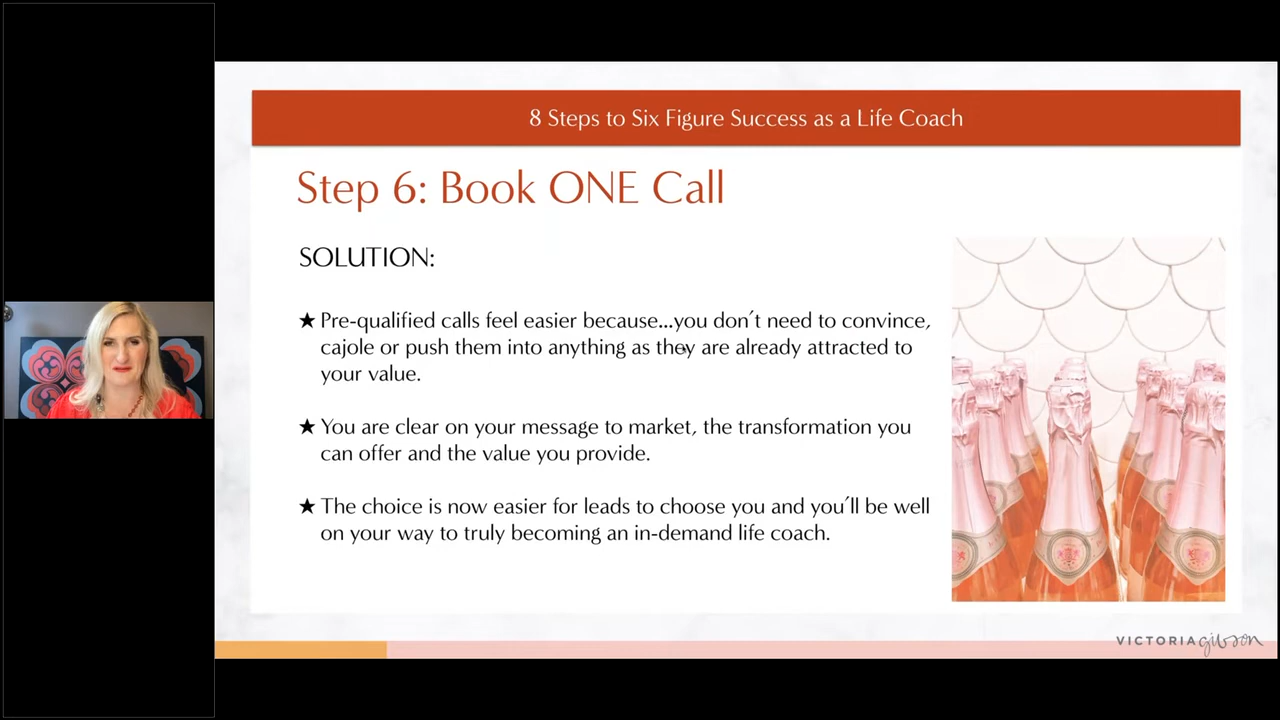 8 Steps to Six Figure Success as a Life Coach
Step 6: Book ONE Call
SOLUTION:
★ Pre-qualified calls feel easier because...you don´t need to convince,
cajole or push them into anything as they are already attracted to
your value.
★ You are clear on your message to market, the transformation you
can offer and the value you provide.
★ The choice is now easier for leads to choose you and you´ll be well
on your way to truly becoming an in-demand life coach.
VICTORIA gibson